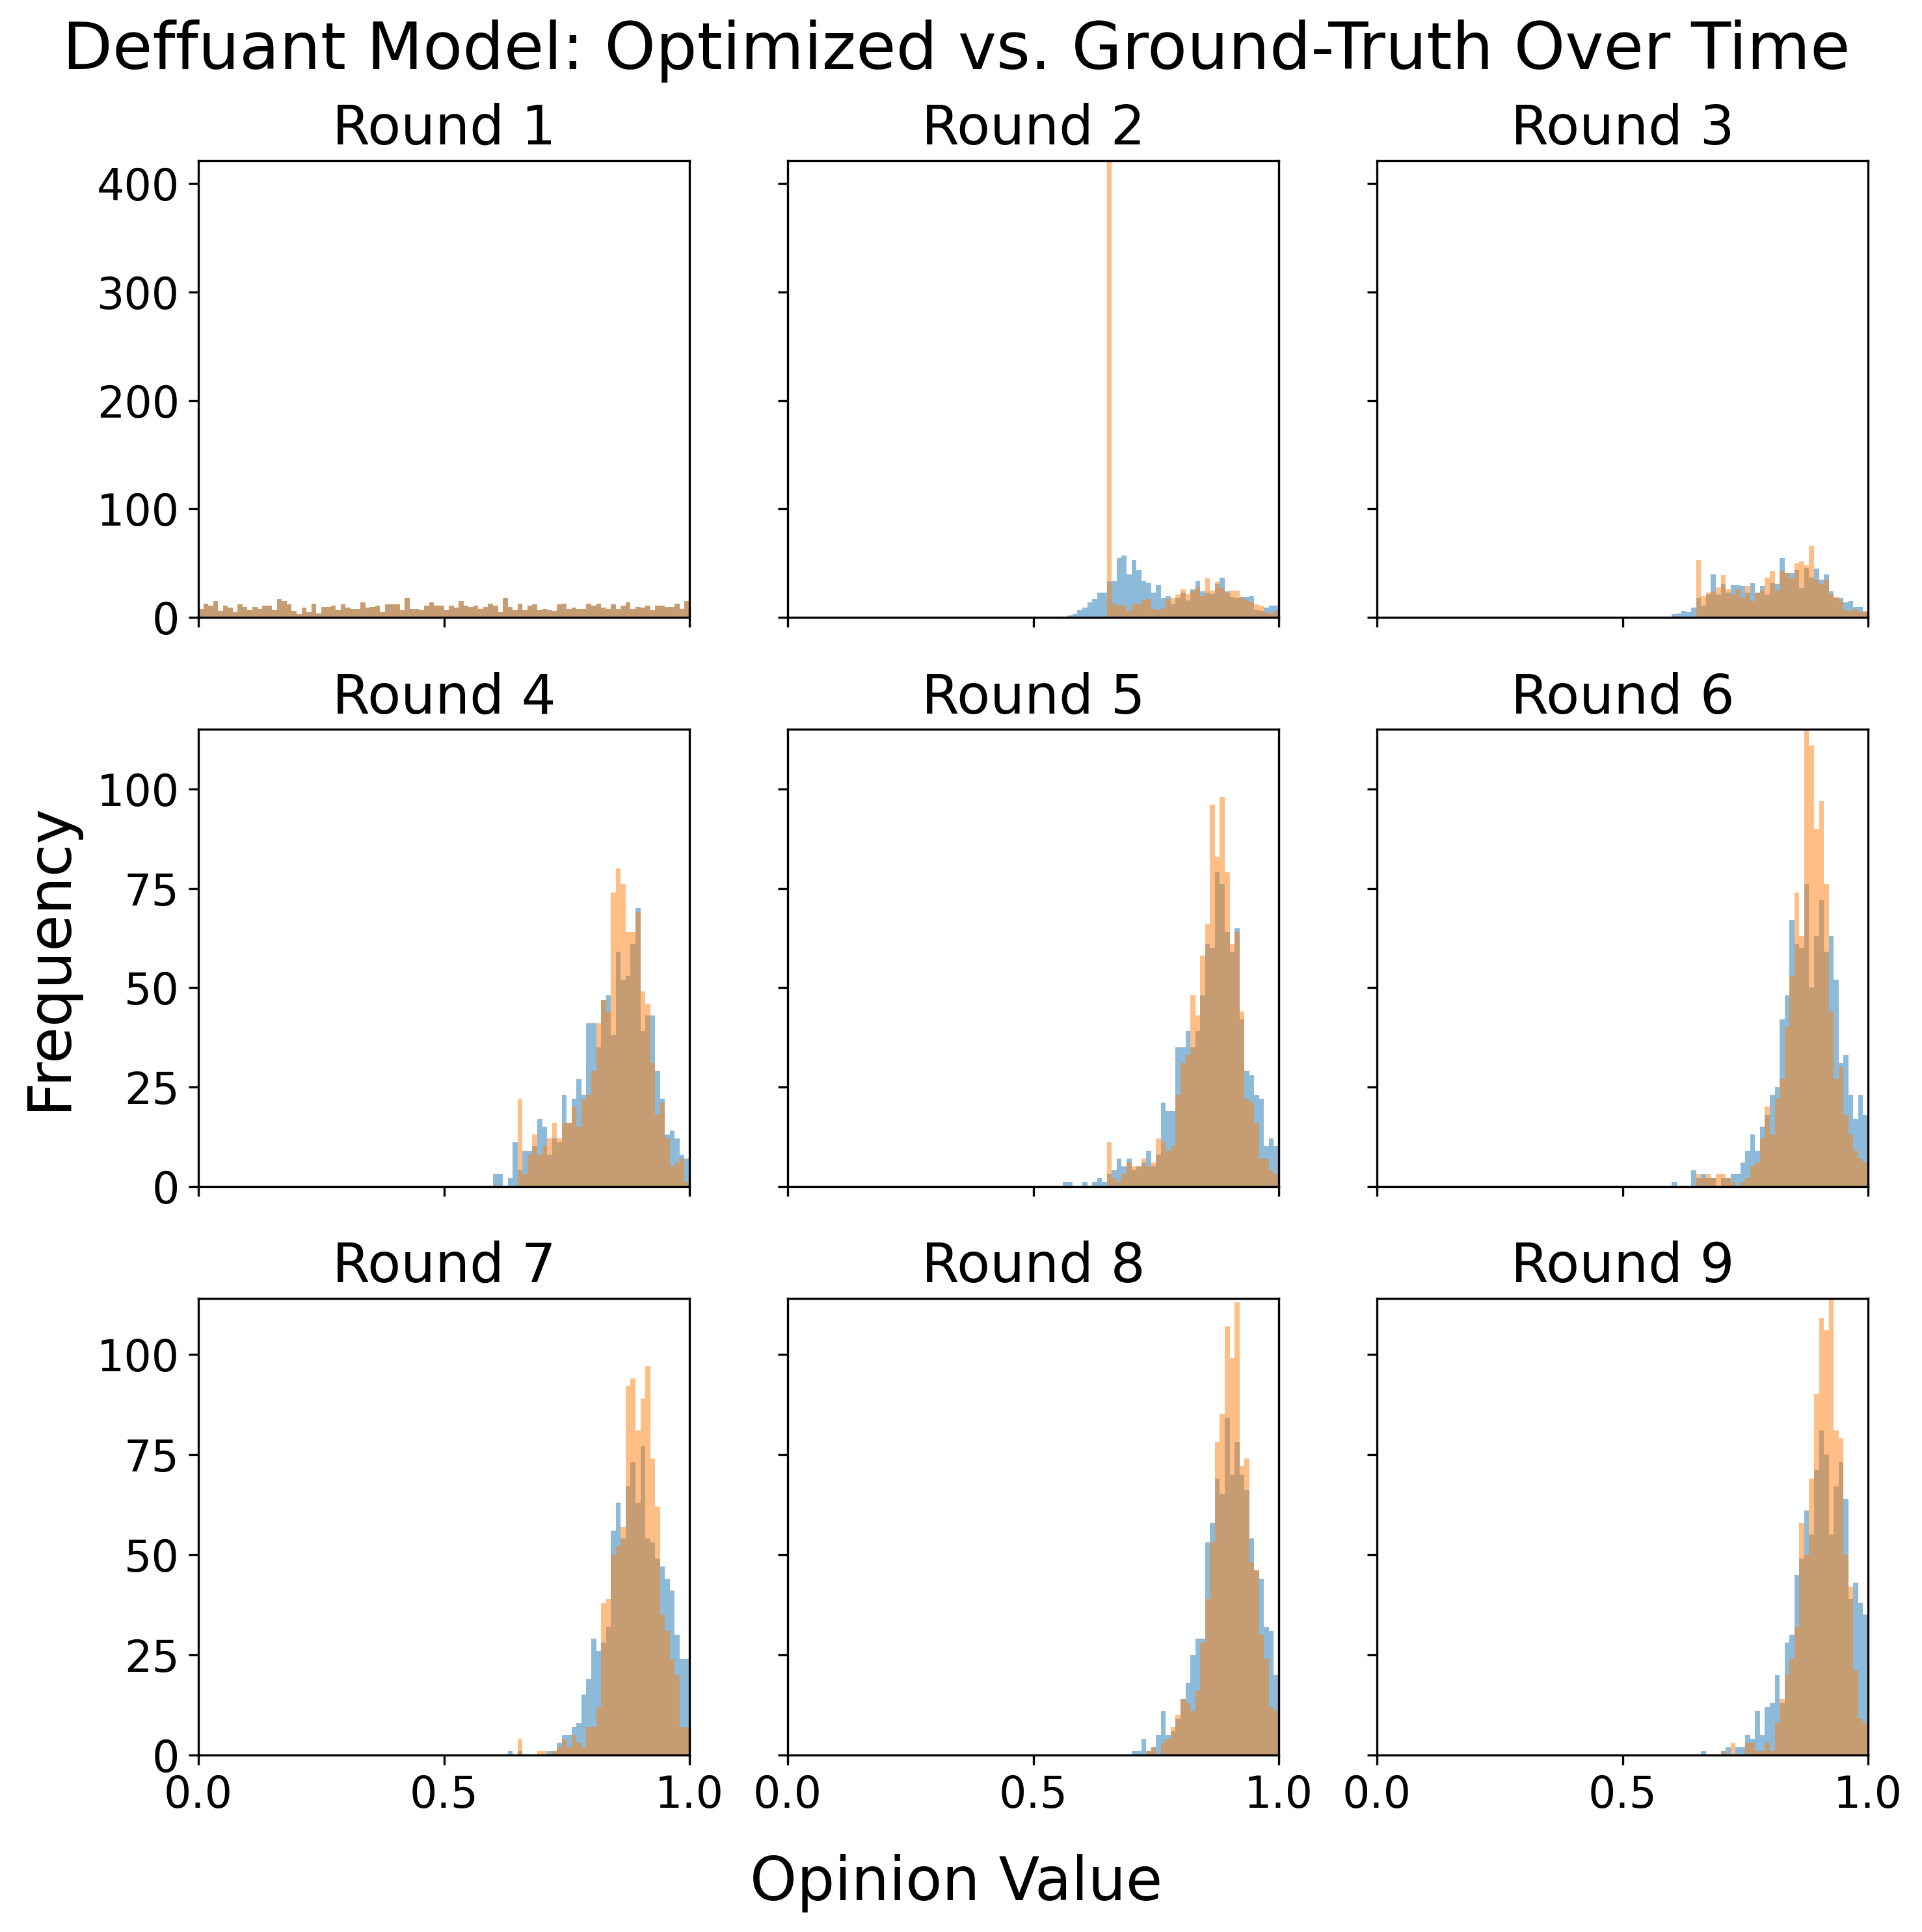 Deffuant Model: Optimized vs. Ground-Truth Over Time
Round 1
Round 2
Round 3
400
300
200
100
0
Round 4
Round 5
Round 6
100
75
50
25
0
Round 7
Round 8
Round 9
100
75
50
25
0
0.0 0.5 1.0 0.0 0.5 1.0 0.0 0.5 1.0
Frequency
Opinion Value